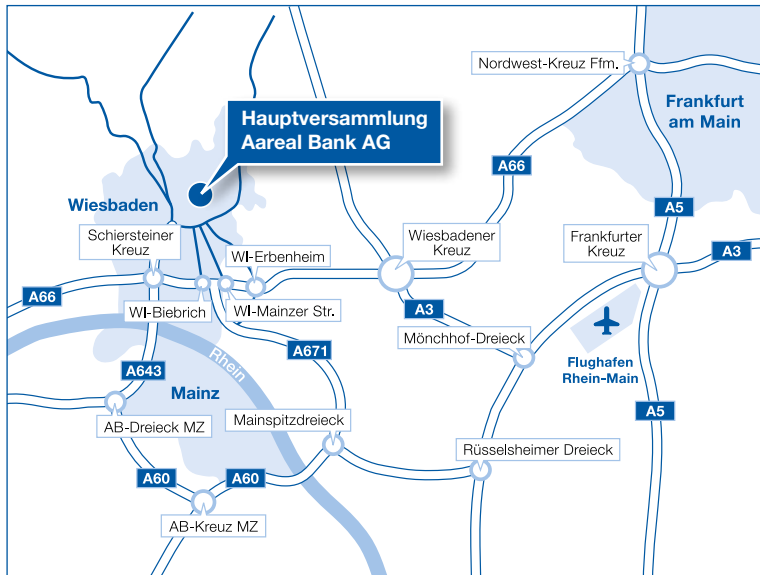 Nordwest-Kreuz Ffm.
Frankfurt
am Main
Hauptversammlung
Aareal Bank AG
A66
Wiesbaden
A5
Schiersteiner
Kreuz
WI-Erbenheim
Wiesbadener
Kreuz
Frankfurter
Kreuz
A3
A66
WI-Biebrich
WI-Mainzer Str.
A3
Mönchhof-Dreieck
Rhein
A671
Flughafen
Rhein-Main
A643
Mainz
A5
AB-Dreieck MZ
Mainspitzdreieck
Rüsselsheimer Dreieck
A60
A60
AB-Kreuz MZ